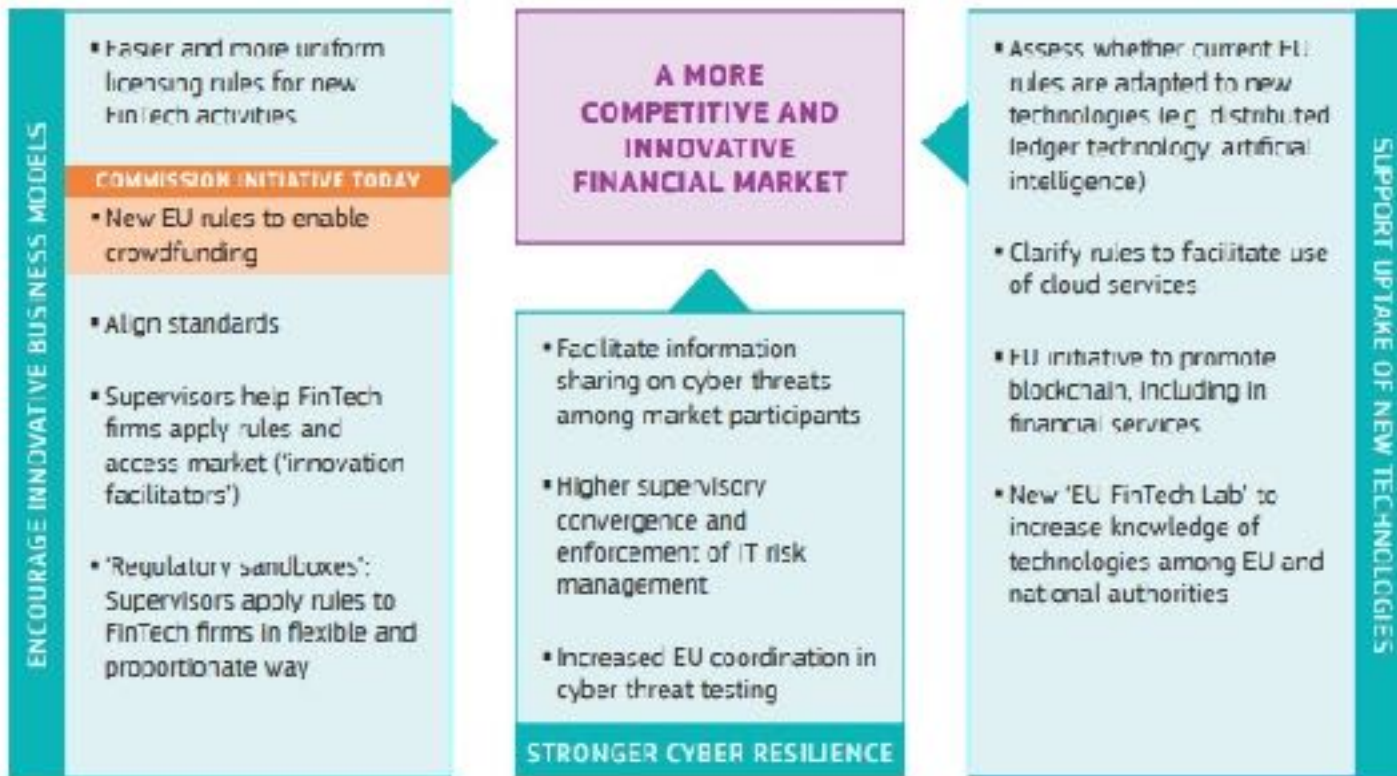 ENCOURAGE INNOVATIVE BUSINESS MODELS
▪ Easier and more uniform
licensing rules for new
FinTech activities
COMMISSION INITIATIVE TODAY
▪ New EU rules to enable
crowdfunding
▪ Align standards
▪ Supervisors help FinTech
firms apply rules and
access market ('innovation
facilitators')
▪ 'Regulatory sandboxes':
Supervisors apply rules to
FinTech firms in flexible and
proportionate way
A MORE
COMPETITIVE AND
INNOVATIVE
FINANCIAL MARKET
▪ Facilitate information
sharing on cyber threats
among market participants
▪ Higher supervisory
convergence and
enforcement of IT risk
management
▪ Increased EU coordination in
cyber threat testing
STRONGER CYBER RESILIENCE
▪ Assess whether current EU
rules are adapted to new
technologies (e.g. distributed
ledger technology, artificial
intelligence)
▪ Clarify rules to facilitate use
of cloud services
▪ EU initiative to promote
blockchain, including in
financial services
▪ New 'EU FinTech Lab' to
increase knowledge of
technologies among EU and
national authorities
SUPPORT UPTAKE OF NEW TECHNOLOGIES